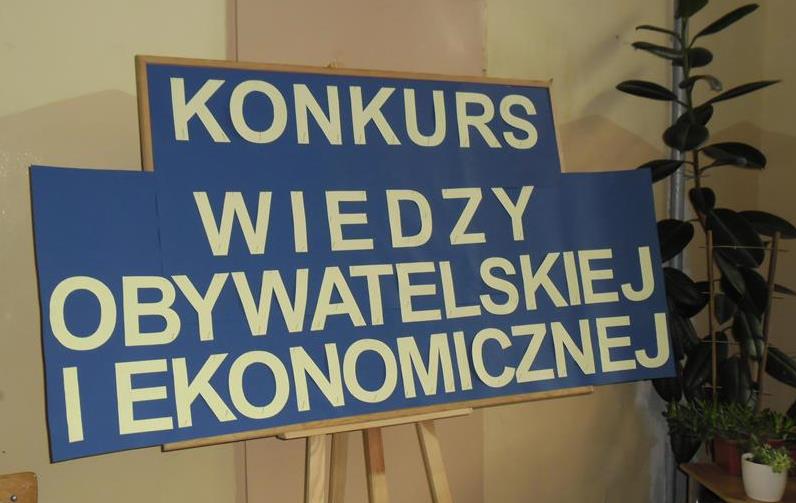 KONKURS
WIEDZY
OBYWATELSKIEJ
I EKONOMICZNEJ